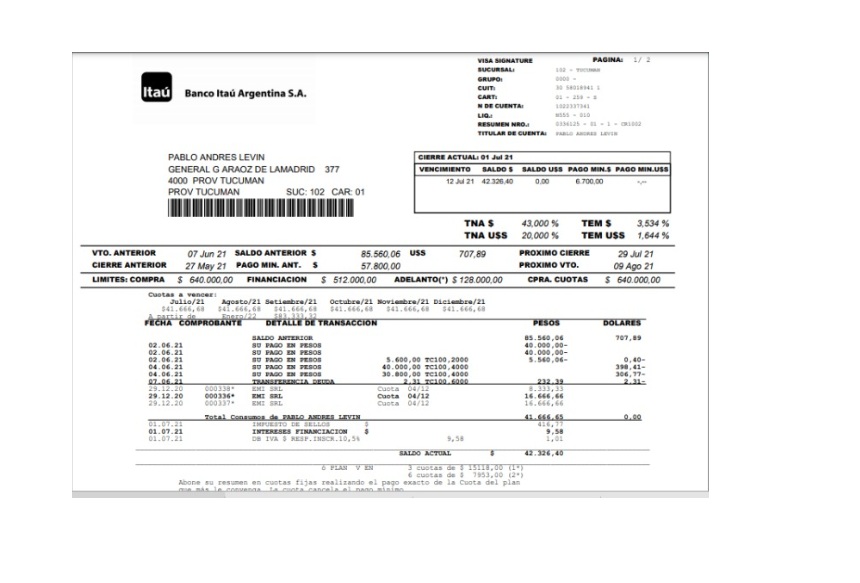 VISA SIGNATURE PAGINA: 1/ 2
SUCURSAL: 102 - TUCUMAN
GRUPO: 0000 -
CUIT: 30 58018941 1
CART: 01 - 259 - 8
N DE CUENTA: 1022337341
LIQ.: M555 - 010
RESUMEN NRO.: 0336125 - 01 - 1 - CR1002
TITULAR DE CUENTA: PABLO ANDRES LEVIN
Itaú Banco Itaú Argentina S.A.
PABLO ANDRES LEVIN
GENERAL G ARAOZ DE LAMADRID 377
4000 PROV TUCUMAN
PROV TUCUMAN SUC: 102 CAR: 01
CIERRE ACTUAL: 01 Jul 21
VENCIMIENTO SALDO $ SALDO U$S PAGO MIN.$ PAGO MIN.U$S
12 Jul 21 42.326,40 0,00 6.700,00 -,--
TNA $ 43,000 % TEM $ 3,534 %
TNA U$S 20,000 % TEM U$S 1,644 %
VTO. ANTERIOR 07 Jun 21 SALDO ANTERIOR $ 85.560,06 U$S 707,89 PROXIMO CIERRE 29 Jul 21
CIERRE ANTERIOR 27 May 21 PAGO MIN. ANT. $ 57.800,00 PROXIMO VTO. 09 Ago 21
LIMITES: COMPRA $ 640.000,00 FINANCIACION $ 512.000,00 ADELANTO(*) $ 128.000,00 CPRA. CUOTAS $ 640.000,00
Cuotas a vencer:
Julio/21 Agosto/21 Setiembre/21 Octubre/21 Noviembre/21 Diciembre/21
$41.666,68 $41.666,68 $41.666,68 $41.666,68 $41.666,68 $41.666,68
A partir de Enero/22 $83.333,32
FECHA COMPROBANTE DETALLE DE TRANSACCION PESOS DOLARES
SALDO ANTERIOR 85.560,06 707,89
02.06.21 SU PAGO EN PESOS 40.000,00-
02.06.21 SU PAGO EN PESOS 40.000,00-
02.06.21 SU PAGO EN PESOS 5.600,00 TC100,2000 5.560,06- 0,40-
04.06.21 SU PAGO EN PESOS 40.000,00 TC100,4000 398,41-
04.06.21 SU PAGO EN PESOS 30.800,00 TC100,4000 306,77-
07.06.21 TRANSFERENCIA DEUDA 2,31 TC100.6000 232,39 2,31-
29.12.20 000338* EMI SRL Cuota 04/12 8.333,33
29.12.20 000336* EMI SRL Cuota 04/12 16.666,66
29.12.20 000337* EMI SRL Cuota 04/12 16.666,66
Total Consumos de PABLO ANDRES LEVIN 41.666,65 0,00
01.07.21 IMPUESTO DE SELLOS $ 416,77
01.07.21 INTERESES FINANCIACION $ 9,58
01.07.21 DB IVA $ RESP.INSCR.10,5% 9,58 1,01
SALDO ACTUAL $ 42.326,40
ó PLAN V EN 3 cuotas de $ 15118,00 (1*)
6 cuotas de $ 7953,00 (2*)
Abone su resumen en cuotas fijas realizando el pago exacto de la Cuota del plan
que más le convenga. La cuota cancela el pago mínimo